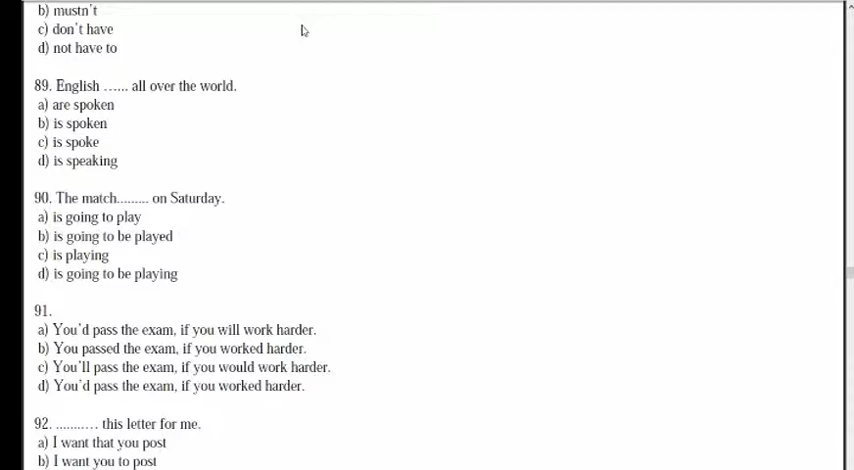 b) mustn't
c) don't have
d) not have to
89. English …... all over the world.
a) are spoken
b) is spoken
c) is spoke
d) is speaking
90. The match......... on Saturday.
a) is going to play
b) is going to be played
c) is playing
d) is going to be playing
91.
a) You'd pass the exam, if you will work harder.
b) You passed the exam, if you worked harder.
c) You'll pass the exam, if you would work harder.
d) You'd pass the exam, if you worked harder.
92. .......…. this letter for me.
a) I want that you post
b) I want you to post